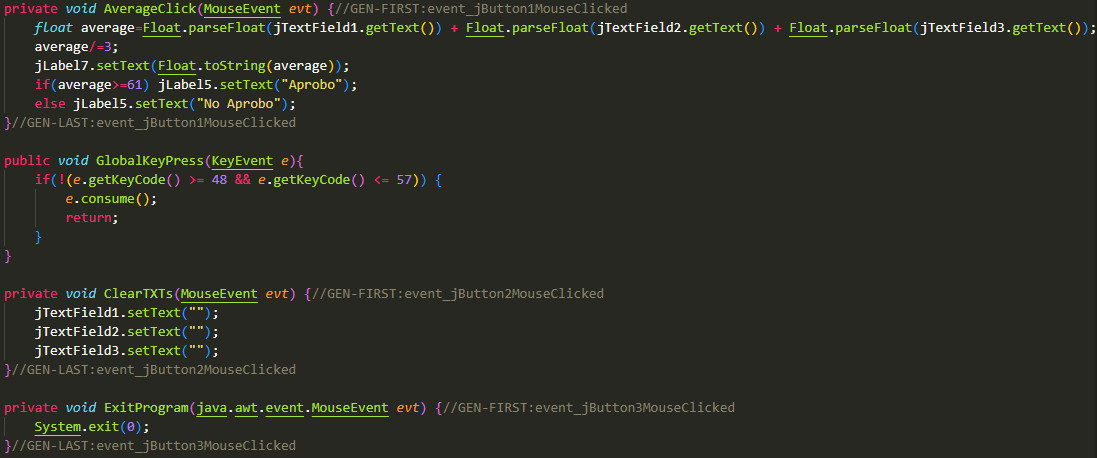 private void AverageClick(MouseEvent evt) {//GEN-FIRST:event_jButton1MouseClicked
    float average=Float.parseFloat(jTextField1.getText()) + Float.parseFloat(jTextField2.getText()) + Float.parseFloat(jTextField3.getText());
    average/=3;
    jLabel7.setText(Float.toString(average));
    if(average>=61) jLabel5.setText("Aprobo");
    else jLabel5.setText("No Aprobo");
}//GEN-LAST:event_jButton1MouseClicked

public void GlobalKeyPress(KeyEvent e){
    if(!(e.getKeyCode() >= 48 && e.getKeyCode() <= 57)) {
        e.consume();
        return;
    }
}

private void ClearTXTs(MouseEvent evt) {//GEN-FIRST:event_jButton2MouseClicked
    jTextField1.setText("");
    jTextField2.setText("");
    jTextField3.setText("");
}//GEN-LAST:event_jButton2MouseClicked

private void ExitProgram(java.awt.event.MouseEvent evt) {//GEN-FIRST:event_jButton3MouseClicked
    System.exit(0);
}//GEN-LAST:event_jButton3MouseClicked